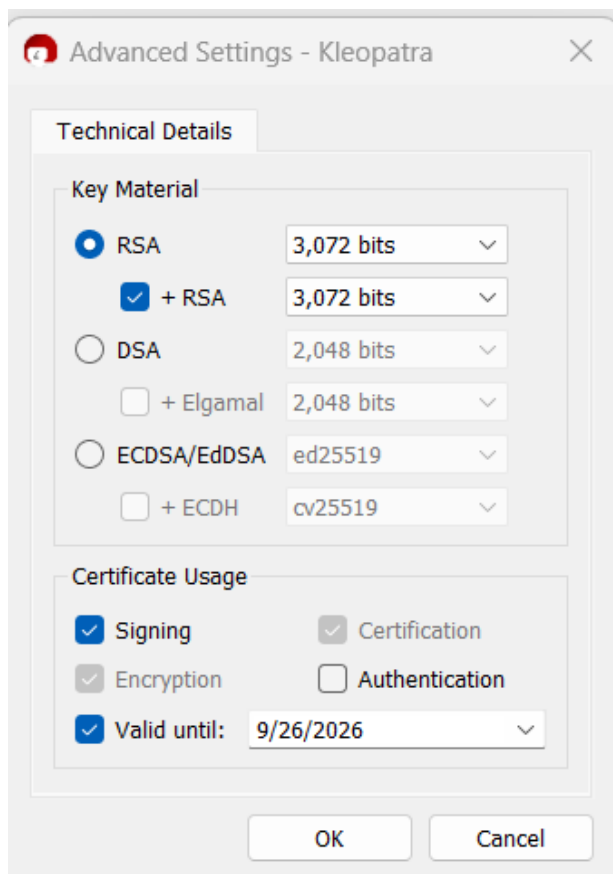 Advanced Settings - Kleopatra
Technical Details
Key Material
RSA 3,072 bits
+ RSA 3,072 bits
DSA 2,048 bits
+ Elgamal 2,048 bits
ECDSA/EdDSA ed25519
+ ECDH cv25519
Certificate Usage
Signing Certification
Encryption Authentication
Valid until: 9/26/2026
OK Cancel